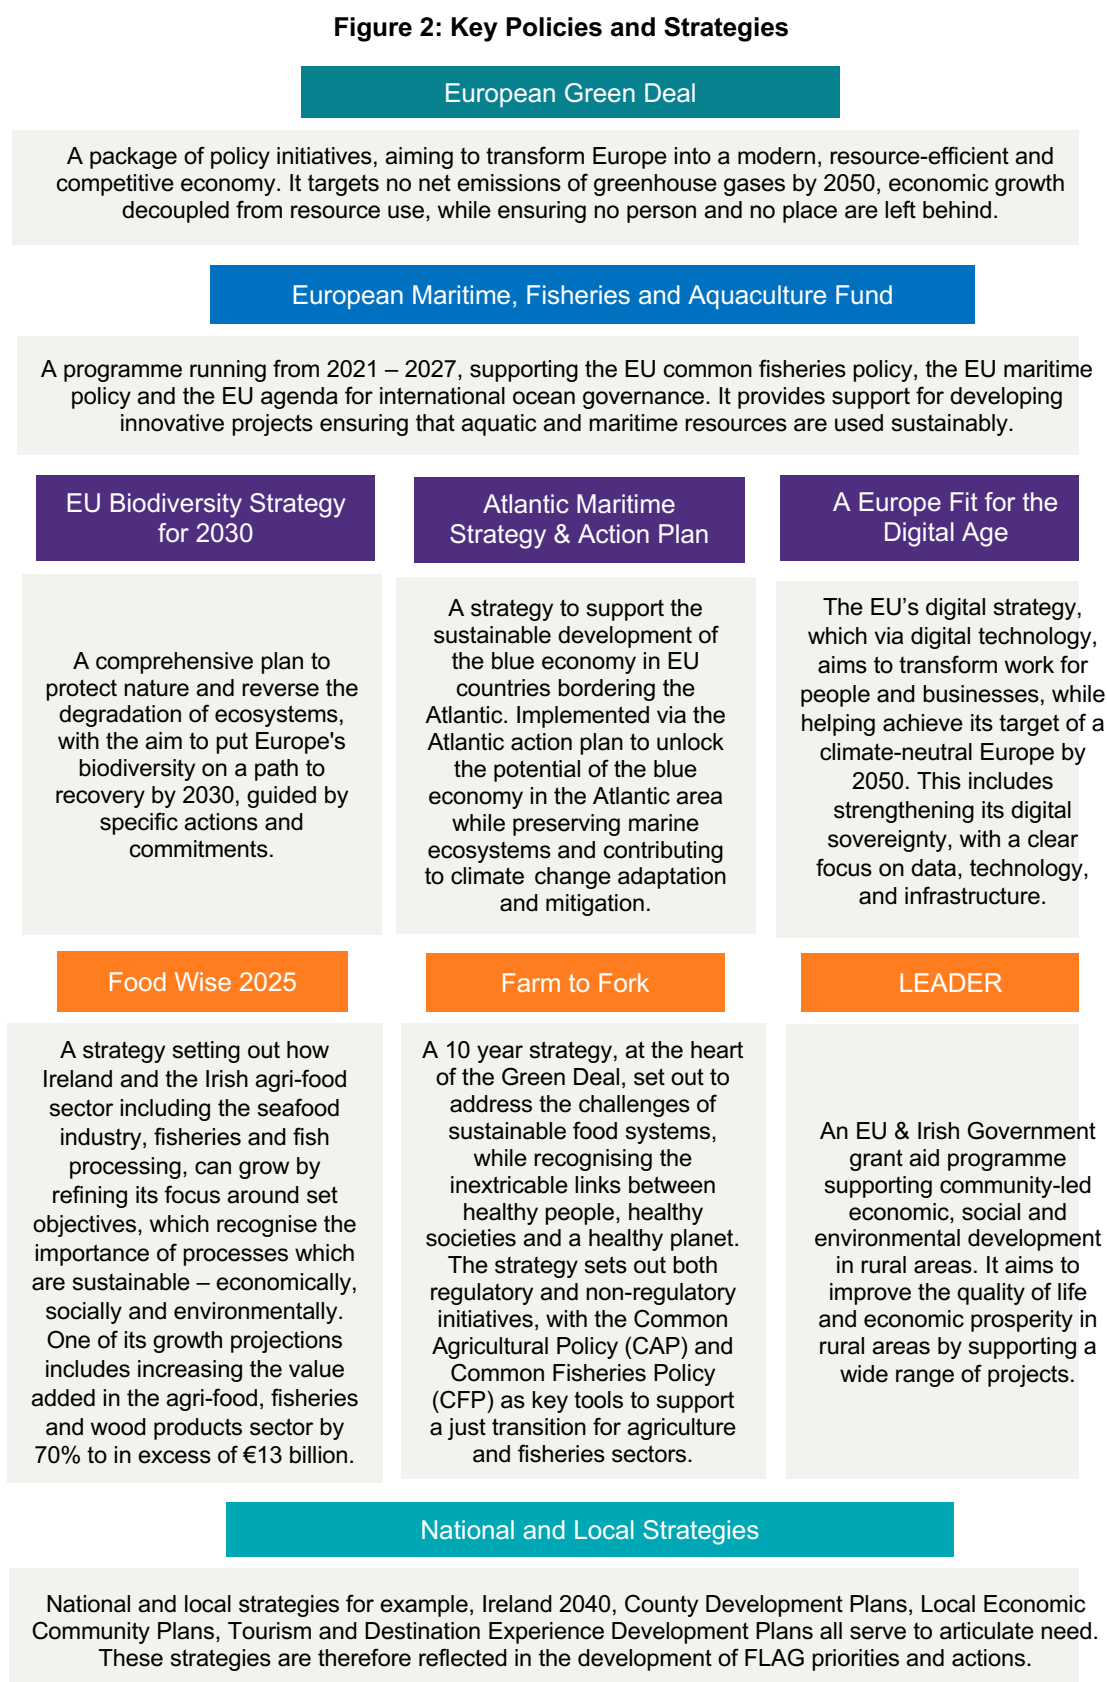 Figure 2: Key Policies and Strategies
European Green Deal
A package of policy initiatives, aiming to transform Europe into a modern, resource-efficient and
competitive economy. It targets no net emissions of greenhouse gases by 2050, economic growth
decoupled from resource use, while ensuring no person and no place are left behind.
European Maritime, Fisheries and Aquaculture Fund
A programme running from 2021 – 2027, supporting the EU common fisheries policy, the EU maritime
policy and the EU agenda for international ocean governance. It provides support for developing
innovative projects ensuring that aquatic and maritime resources are used sustainably.
EU Biodiversity Strategy
for 2030
A comprehensive plan to
protect nature and reverse the
degradation of ecosystems,
with the aim to put Europe's
biodiversity on a path to
recovery by 2030, guided by
specific actions and
commitments.
Atlantic Maritime
Strategy & Action Plan
A strategy to support the
sustainable development of
the blue economy in EU
countries bordering the
Atlantic. Implemented via the
Atlantic action plan to unlock
the potential of the blue
economy in the Atlantic area
while preserving marine
ecosystems and contributing
to climate change adaptation
and mitigation.
A Europe Fit for the
Digital Age
The EU’s digital strategy,
which via digital technology,
aims to transform work for
people and businesses, while
helping achieve its target of a
climate-neutral Europe by
2050. This includes
strengthening its digital
sovereignty, with a clear
focus on data, technology,
and infrastructure.
Food Wise 2025
A strategy setting out how
Ireland and the Irish agri-food
sector including the seafood
industry, fisheries and fish
processing, can grow by
refining its focus around set
objectives, which recognise the
importance of processes which
are sustainable – economically,
socially and environmentally.
One of its growth projections
includes increasing the value
added in the agri-food, fisheries
and wood products sector by
70% to in excess of €13 billion.
Farm to Fork
A 10 year strategy, at the heart
of the Green Deal, set out to
address the challenges of
sustainable food systems,
while recognising the
inextricable links between
healthy people, healthy
societies and a healthy planet.
The strategy sets out both
regulatory and non-regulatory
initiatives, with the Common
Agricultural Policy (CAP) and
Common Fisheries Policy
(CFP) as key tools to support
a just transition for agriculture
and fisheries sectors.
LEADER
An EU & Irish Government
grant aid programme
supporting community-led
economic, social and
environmental development
in rural areas. It aims to
improve the quality of life
and economic prosperity in
rural areas by supporting a
wide range of projects.
National and Local Strategies
National and local strategies for example, Ireland 2040, County Development Plans, Local Economic
Community Plans, Tourism and Destination Experience Development Plans all serve to articulate need.
These strategies are therefore reflected in the development of FLAG priorities and actions.